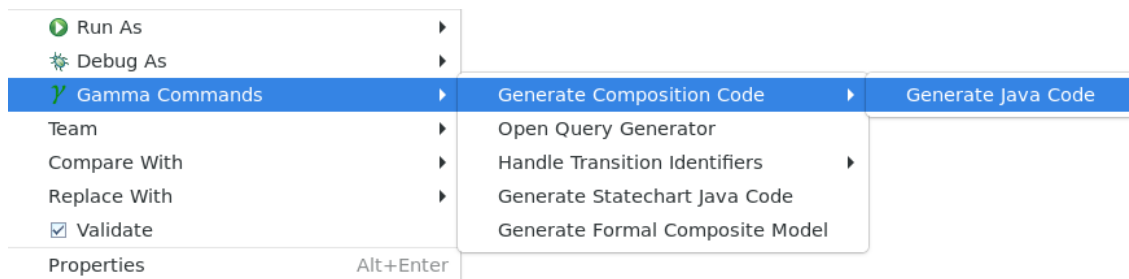 Run As
Debug As
γ Gamma Commands
Generate Composition Code
Generate Java Code
Team
Open Query Generator
Compare With
Handle Transition Identifiers
Replace With
Generate Statechart Java Code
Validate
Generate Formal Composite Model
Properties Alt+Enter